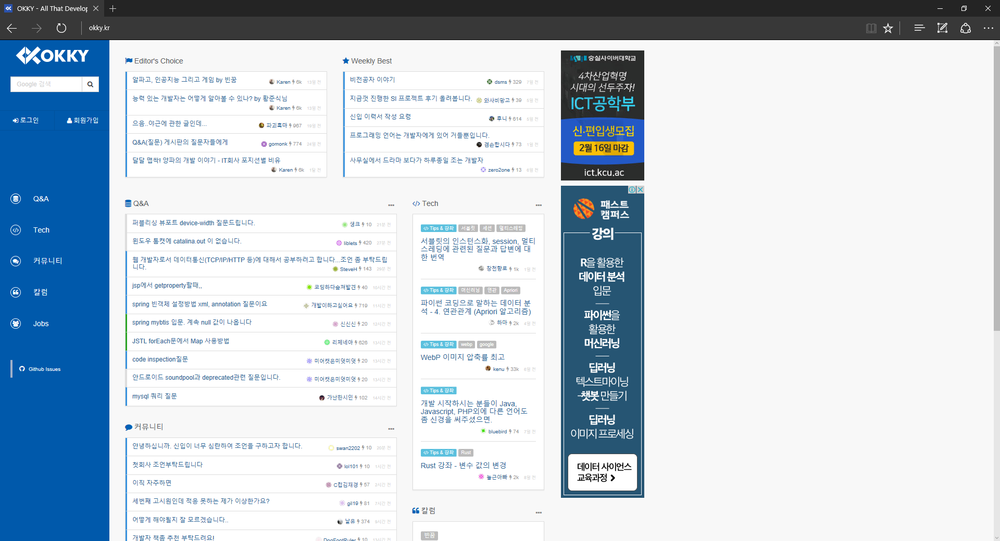 OKKY - All That Develop
okky.kr
OKKY
Google 검색
로그인
회원가입
Q&A
Tech
커뮤니티
칼럼
Jobs
Github Issues
Editor's Choice
알파고, 인공지능 그리고 게임 by 빈꿈
Karen 6k 13일 전
능력 있는 개발자는 어떻게 알아볼 수 있나? by 황준식님
Karen 6k 13일 전
으음..야근에 관한 글인데...
파괴흑마 967 19일 전
Q&A(질문) 게시판의 질문자들에게
gomonk 774 24일 전
달달 맵싹! 양파의 개발 이야기 - IT회사 포지션별 비유
Karen 6k 1달 전
Weekly Best
비전공자 이야기
dsms 329 7일 전
지금껏 진행한 SI 프로젝트 후기 올려봅니다.
와사비망고 39 5일 전
신입 이력서 작성 요령
후니 614 5일 전
프로그래밍 언어는 개발자에게 있어 거들뿐입니다.
겸손합시다 73 1일 전
사무실에서 드라마 보다가 하루종일 조는 개발자
zero2one 13 6일 전
Q&A
퍼블리싱 뷰포트 device-width 질문드립니다.
생크 10 21분 전
윈도우 톰캣에 catalina.out 이 없습니다.
liblets 420 27분 전
웹 개발자로서 데이터통신(TCP/IP/HTTP 등)에 대해서 공부하려고 합니다...조언 좀 부탁드립
니다.
SteveH 143 29분 전
jsp에서 getproperty할때,,
코딩하다숨져발견 40 10시간 전
spring 빈객체 설정방법 xml, annotation 질문이요
개발이하고싶어요 719 11시간 전
spring mybtis 입문. 계속 null 값이 나옵니다
신신신 20 12시간 전
JSTL forEach문에서 Map 사용방법
리제네아 626 13시간 전
code inspection질문
미어캣은미엇미엇 20 13시간 전
안드로이드 soundpool과 deprecated관련 질문입니다.
미어캣은미엇미엇 20 13시간 전
mysql 쿼리 질문
가난한시인 102 14시간 전
커뮤니티
안녕하십니까. 신입이 너무 심란하여 조언을 구하고자 합니다.
swan2202 10 20분 전
첫회사 조언부탁드립니다
lol101 10 1시간 전
이직 자주하면
C컵김재경 57 2시간 전
세번째 고시원인데 적응 못하는 제가 이상한가요?
gil19 81 7시간 전
어떻게 해야될지 잘 모르겠습니다..
날유 374 9시간 전
개발자 책좀 추천 부탁드려요!
DogFootRuler 10 13시간 전
Tech
Tips & 강좌 서블릿 세션 멀티스레딩
서블릿의 인스턴스화, session, 멀티
스레딩에 관련된 질문과 답변에 대
한 번역
창천향로 1k 1일 전
Tips & 강좌 머신러닝 연관 Apriori
파이썬 코딩으로 말하는 데이터 분
석 - 4. 연관관계 (Apriori 알고리즘)
하마 2k 4일 전
Tips & 강좌 webp google
WebP 이미지 압축률 최고
kenu 33k 6일 전
Tips & 강좌
개발 시작하시는 분들이 Java,
Javascript, PHP외에 다른 언어도
좀 신경을 써주셨으면.
bluebird 74 7일 전
Tips & 강좌 Rust
Rust 강좌 - 변수 값의 변경
늘근아빠 2k 8일 전
칼럼
빈꿈
숭실사이버대학교
4차산업혁명
시대의 선두주자!
ICT공학부
신·편입생모집
2월 16일 마감
ict.kcu.ac
패스트
캠퍼스
강의
R을 활용한
데이터 분석
입문
파이썬을
활용한
머신러닝
딥러닝
텍스트마이닝
-챗봇 만들기
딥러닝
이미지 프로세싱
데이터 사이언스
교육과정